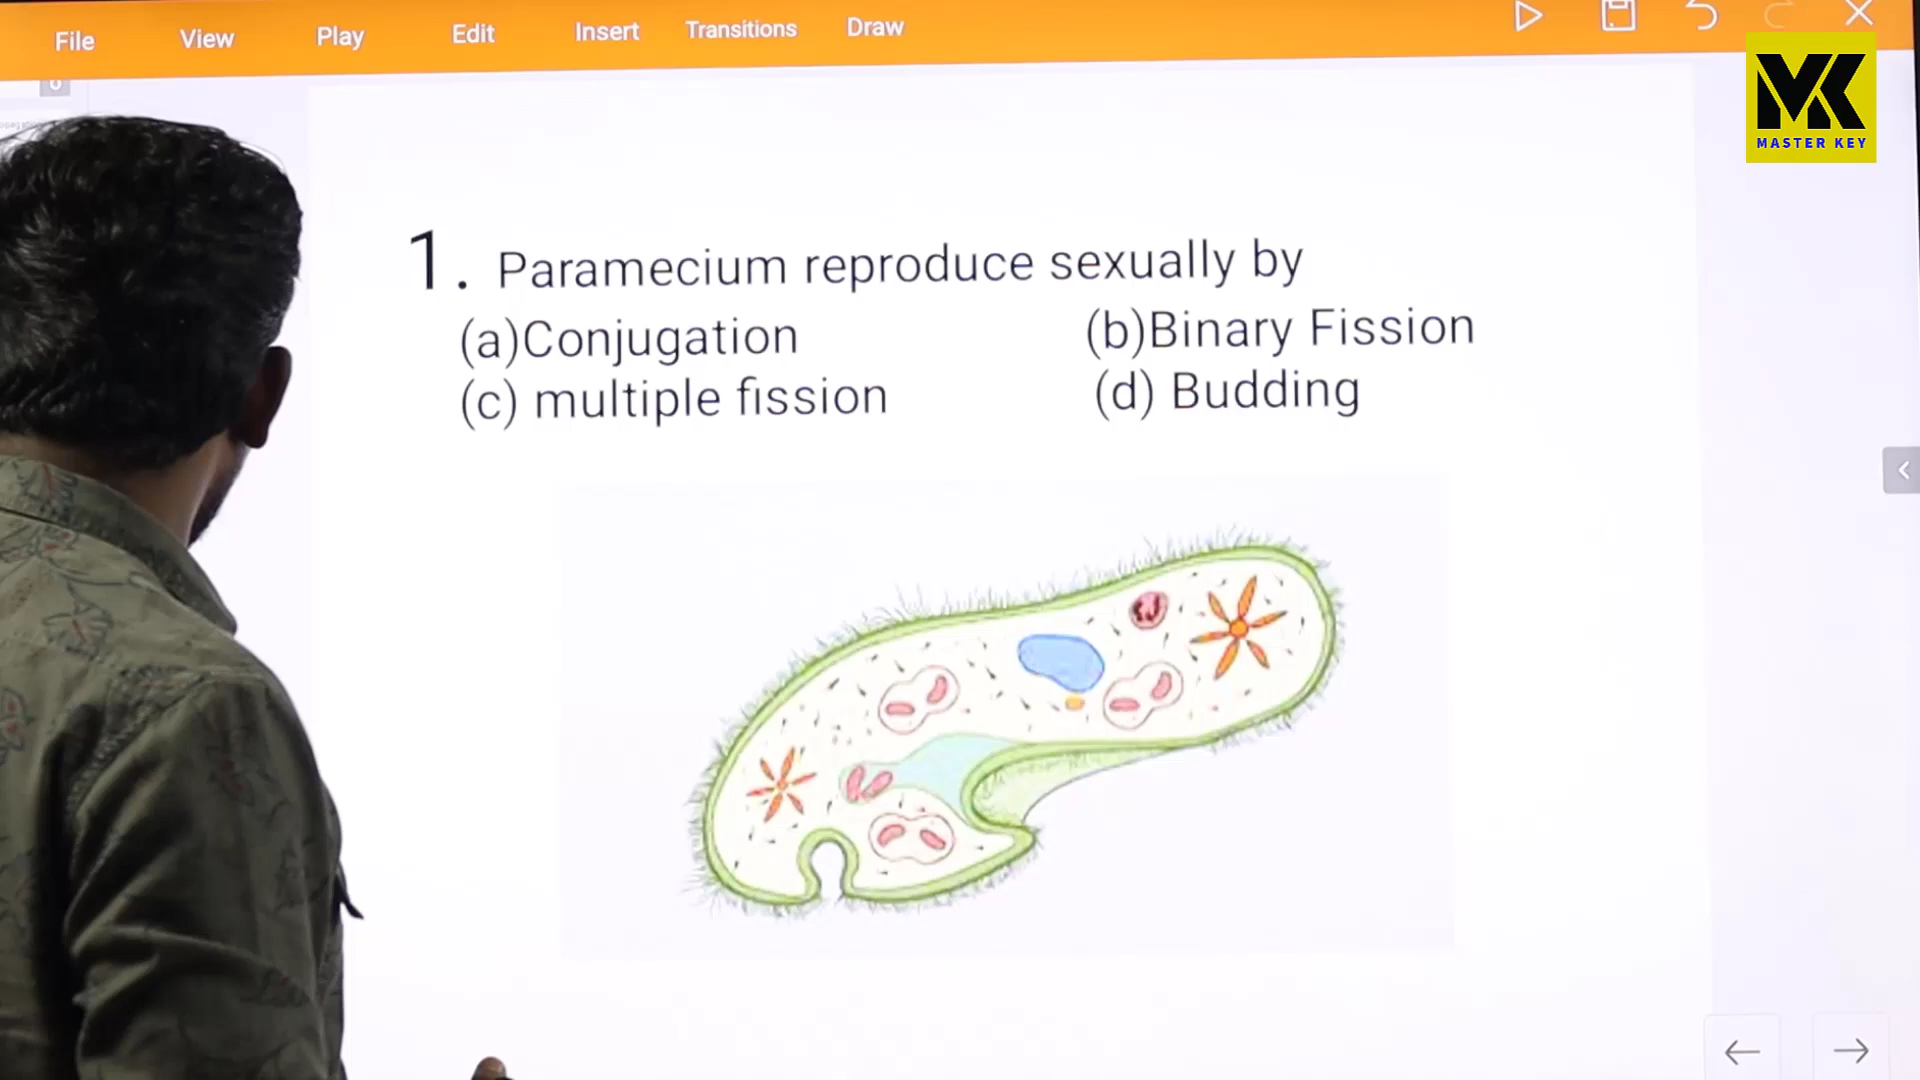 File View Play Edit Insert Transitions Draw
MK
MASTER KEY
1. Paramecium reproduce sexually by
(a)Conjugation (b)Binary Fission
(c) multiple fission (d) Budding